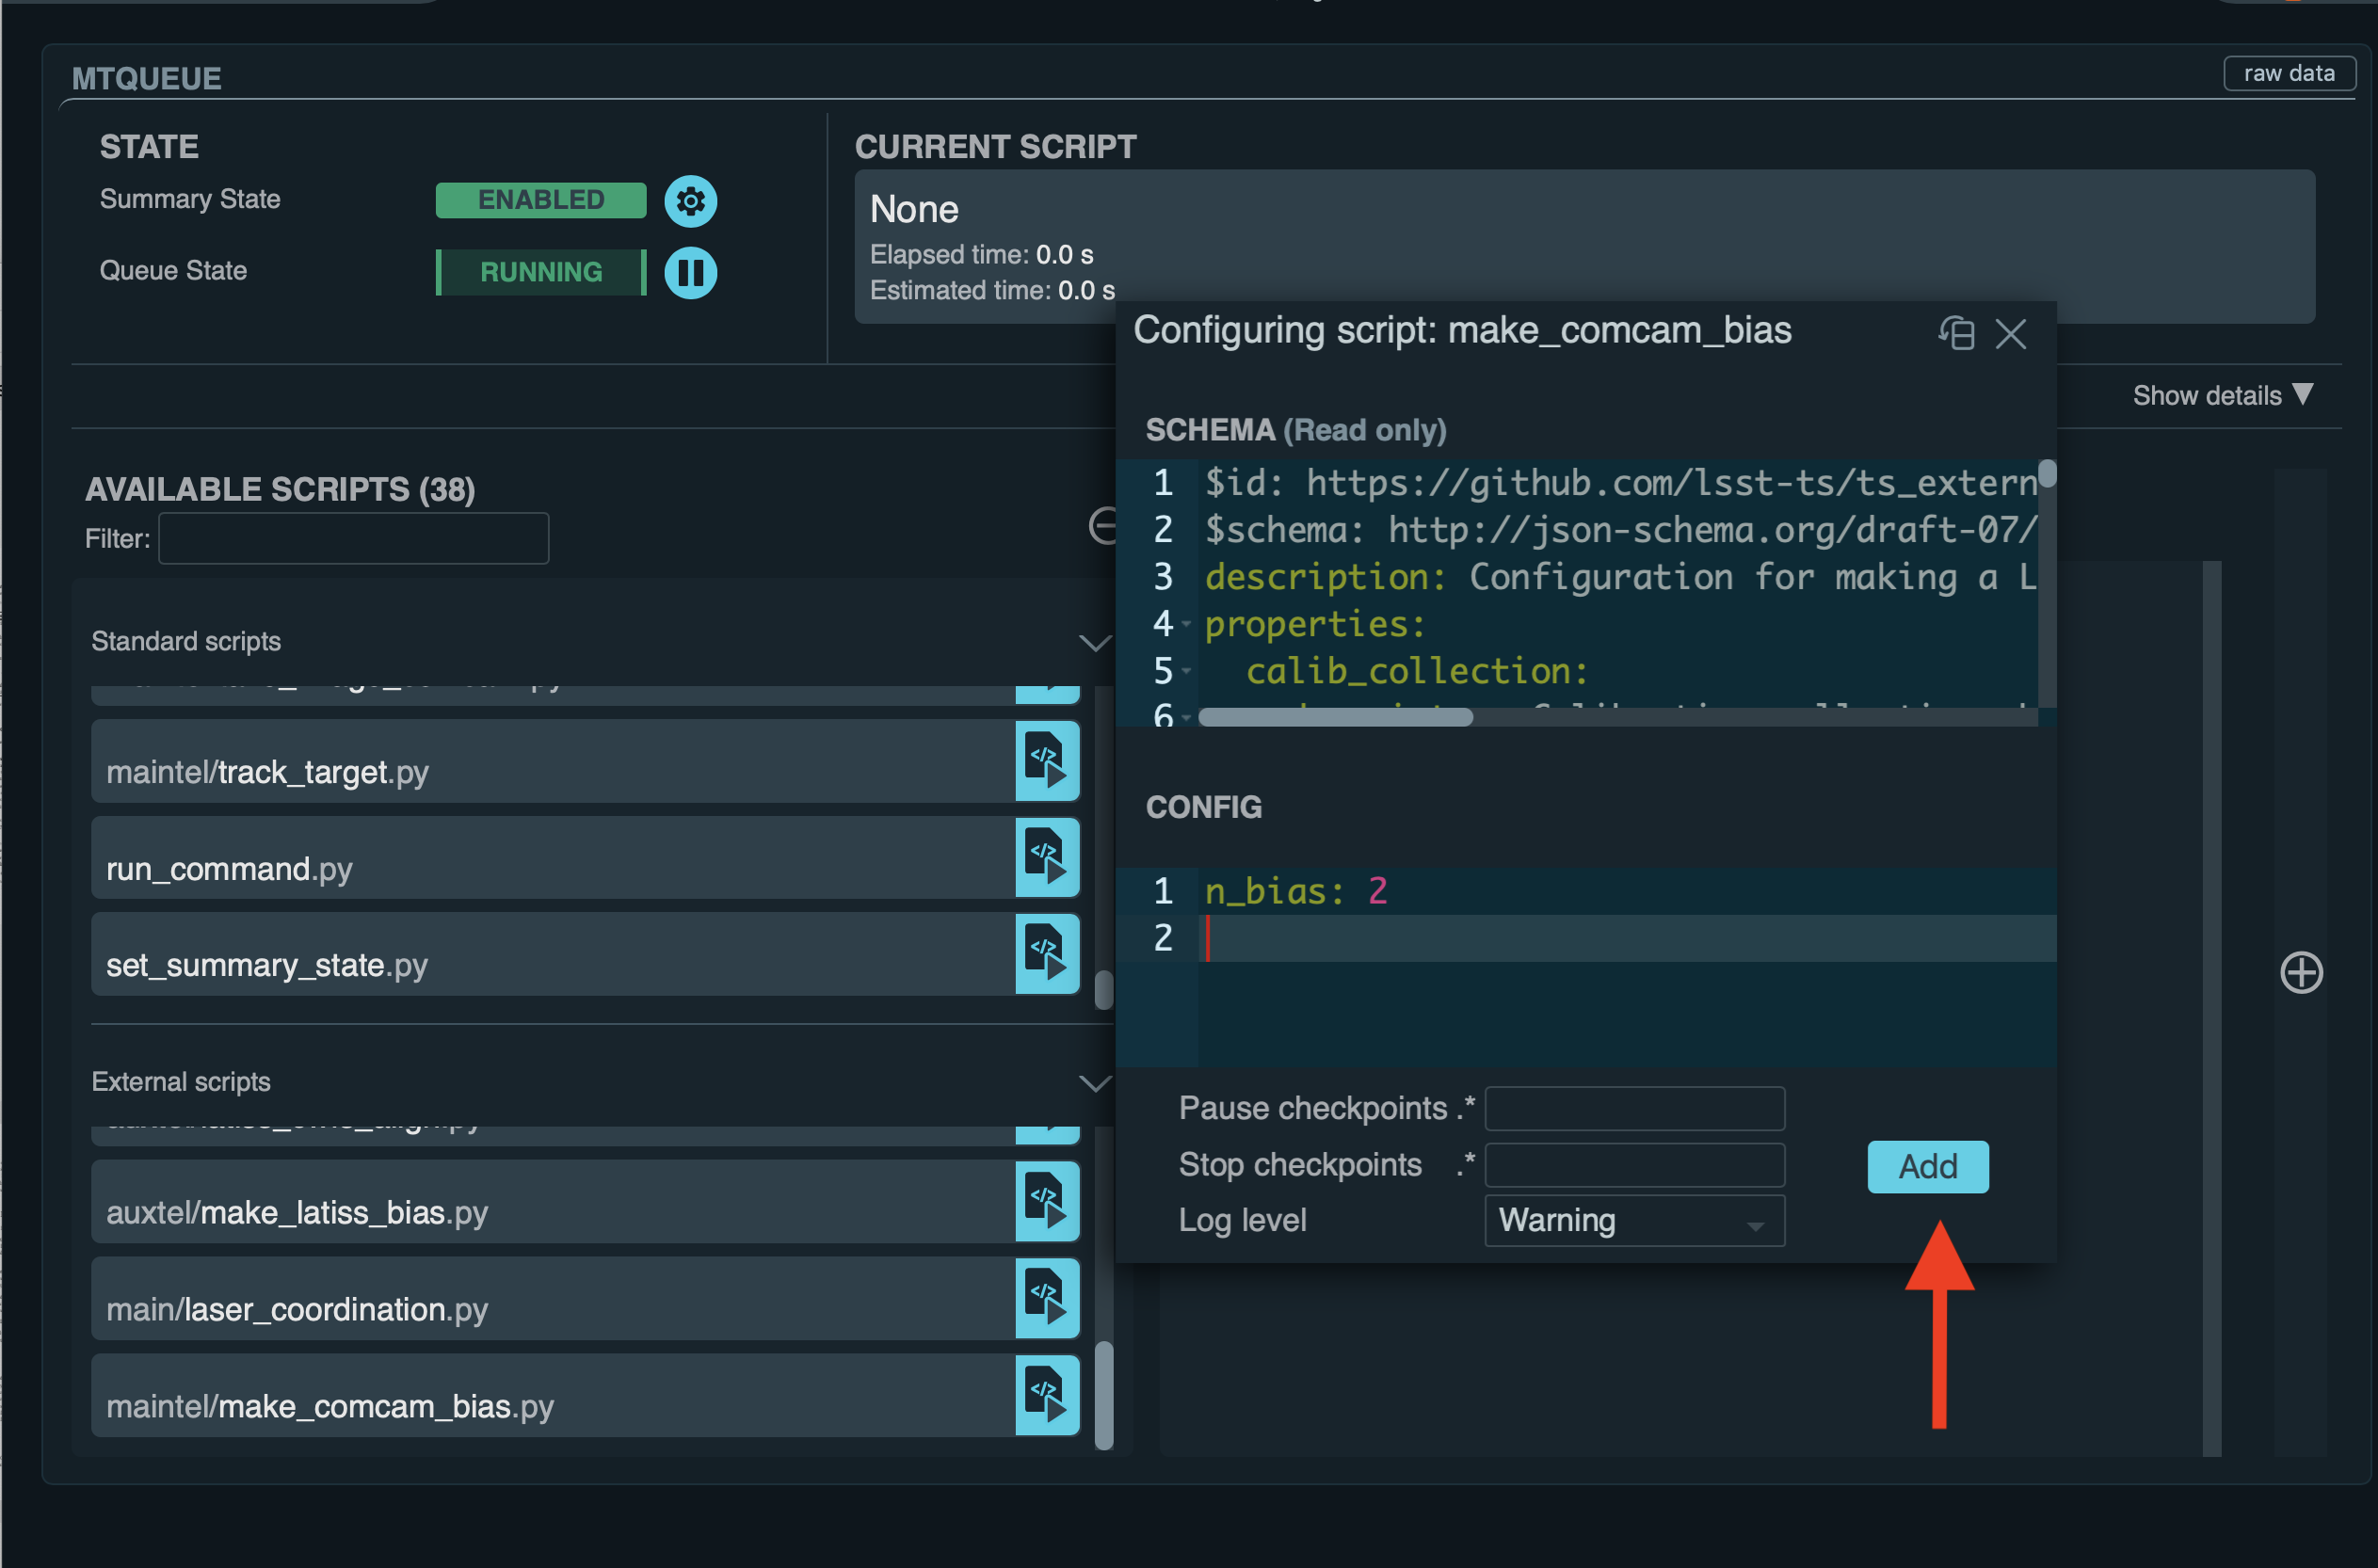 MTQUEUE
raw data
STATE
Summary State
ENABLED
Queue State
RUNNING
CURRENT SCRIPT
None
Elapsed time: 0.0 s
Estimated time: 0.0 s
Show details
AVAILABLE SCRIPTS (38)
Filter:
Standard scripts
maintel/track_target.py
run_command.py
set_summary_state.py
External scripts
auxtel/make_latiss_bias.py
main/laser_coordination.py
maintel/make_comcam_bias.py
Configuring script: make_comcam_bias
SCHEMA (Read only)
1 $id: https://github.com/lsst-ts/ts_extern
2 $schema: http://json-schema.org/draft-07/
3 description: Configuration for making a L
4 properties:
5 calib_collection:
6
CONFIG
1 n_bias: 2
2
Pause checkpoints .*
Stop checkpoints .*
Add
Log level
Warning